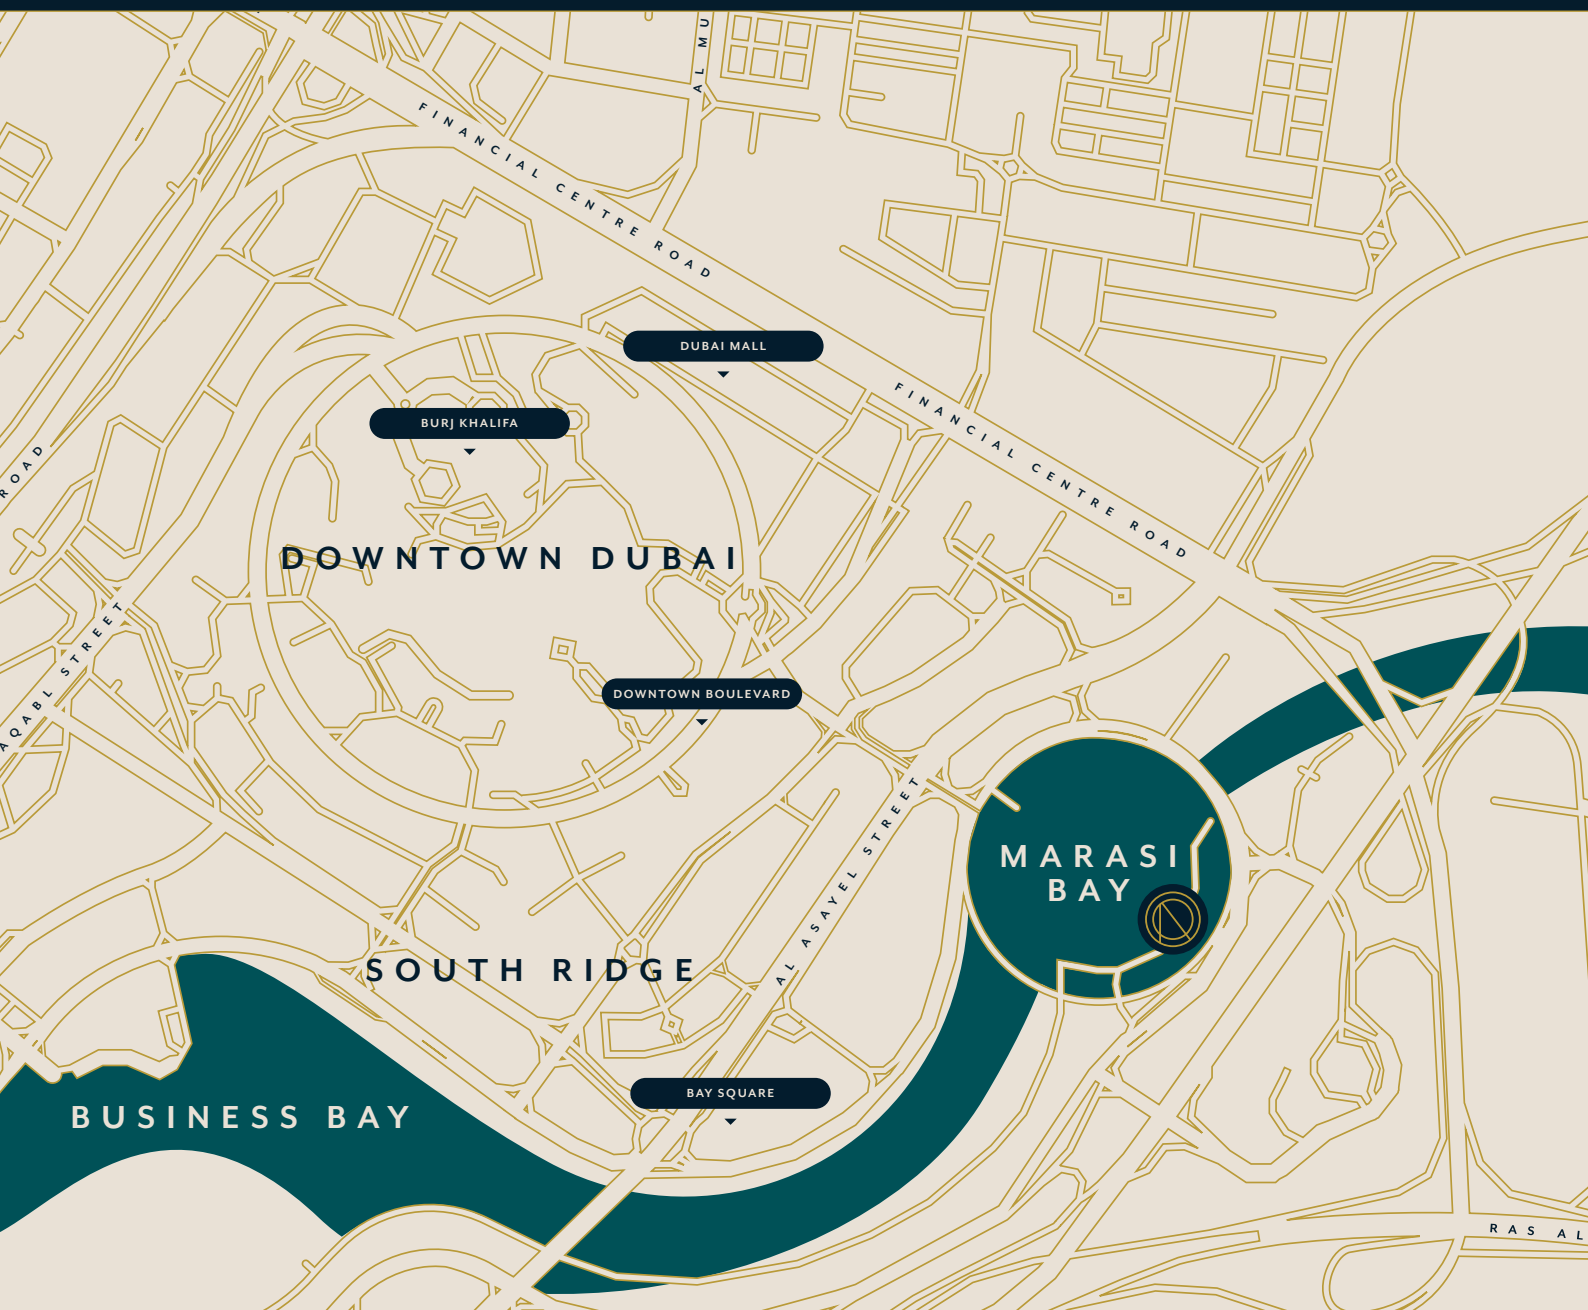 AL MU
FINANCIAL CENTRE ROAD
DUBAI MALL
FINANCIAL CENTRE ROAD
BURJ KHALIFA
ROAD
DOWNTOWN DUBAI
AQABL STREET
DOWNTOWN BOULEVARD
AL ASAYEL STREET
MARASI
BAY
SOUTH RIDGE
BAY SQUARE
BUSINESS BAY
RAS AL